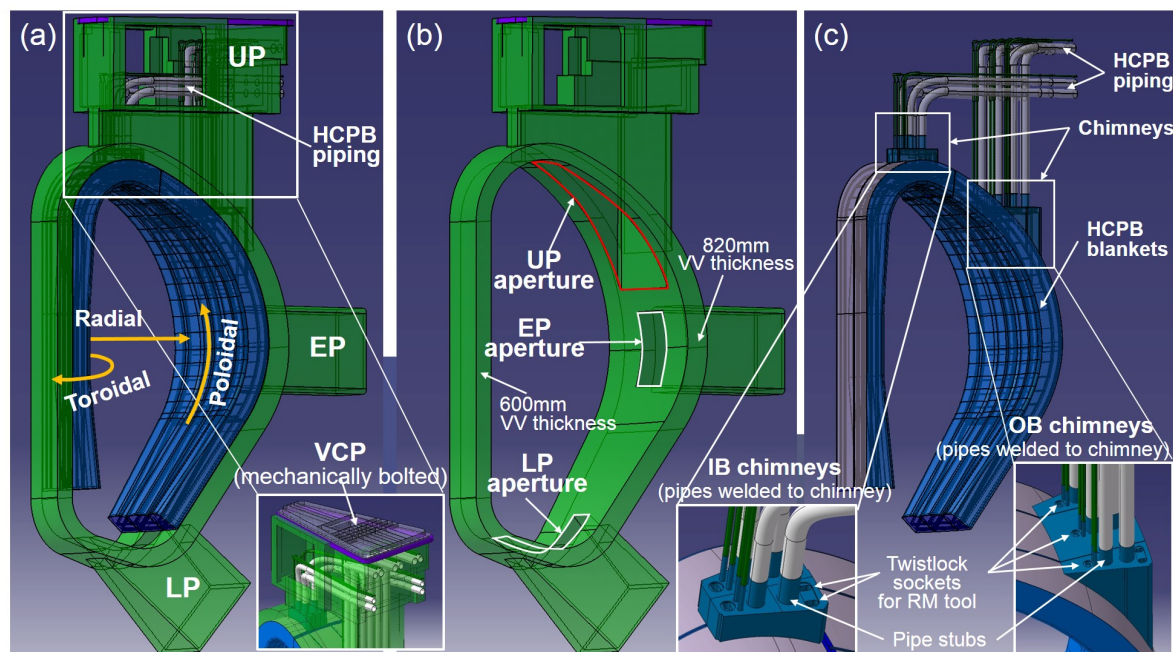 (a)
UP
HCPB
piping
Radial
Toroidal
Poloidal
EP
VCP
(mechanically bolted)
LP
(b)
UP
aperture
820mm
VV thickness
EP
aperture
600mm
VV thickness
LP
aperture
(c)
HCPB
piping
Chimneys
HCPB
blankets
OB chimneys
(pipes welded to chimney)
IB chimneys
(pipes welded to chimney)
Twistlock
sockets
for RM tool
Pipe stubs